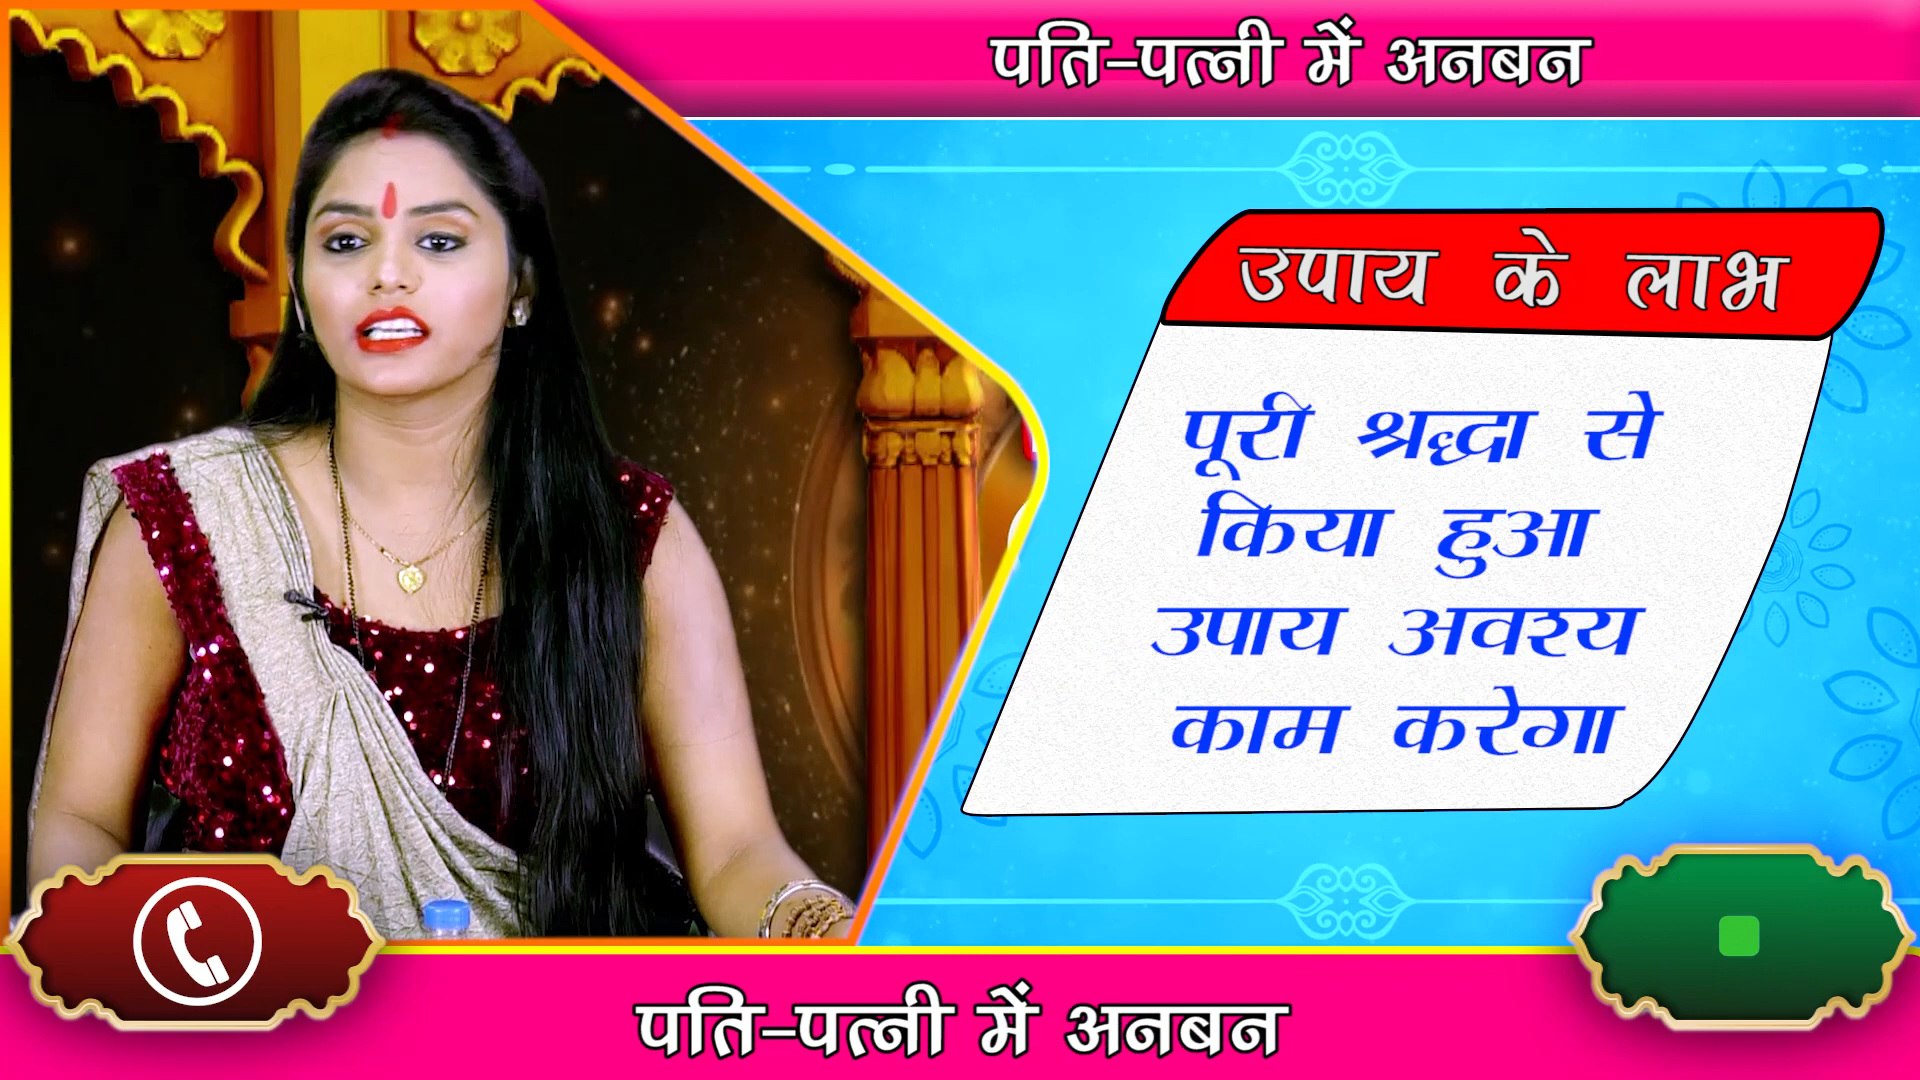 पति-पत्नी में अनबन
उपाय के लाभ
पूरी श्रद्धा से
किया हुआ
उपाय अवश्य
काम करेगा
पति-पत्नी में अनबन